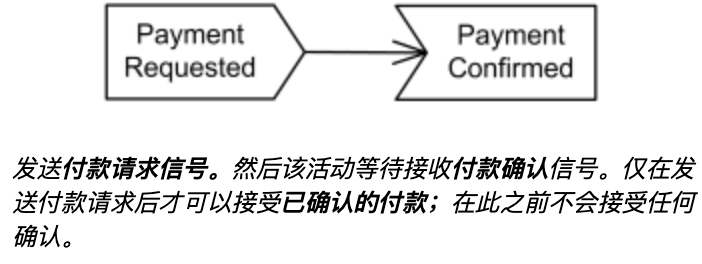 Payment
Requested
Payment
Confirmed
发送付款请求信号。然后该活动等待接收付款确认信号。仅在发
送付款请求后才可以接受已确认的付款；在此之前不会接受任何
确认。